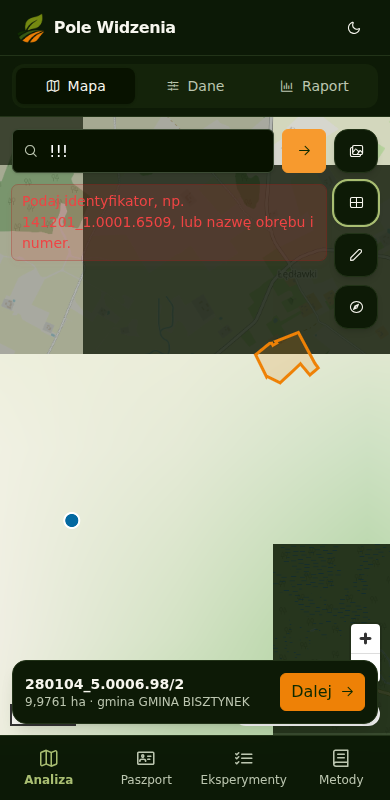 Pole Widzenia
Mapa
Dane
Raport
!!!
Podaj identyfikator, np.
141201_1.0001.6509, lub nazwę obrębu i
numer.
280104_5.0006.98/2
9,9761 ha · gmina GMINA BISZTYNEK
Dalej
Analiza
Paszport
Eksperymenty
Metody